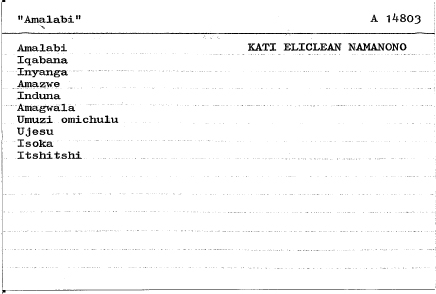 "Amalabi" A 14803
Amalabi KATI ELICLEAN NAMANONO
Iqabana
Inyanga
Amazwe
Induna
Amagwala
Umuzi omichulu
Ujesu
Isoka
Itshitshi